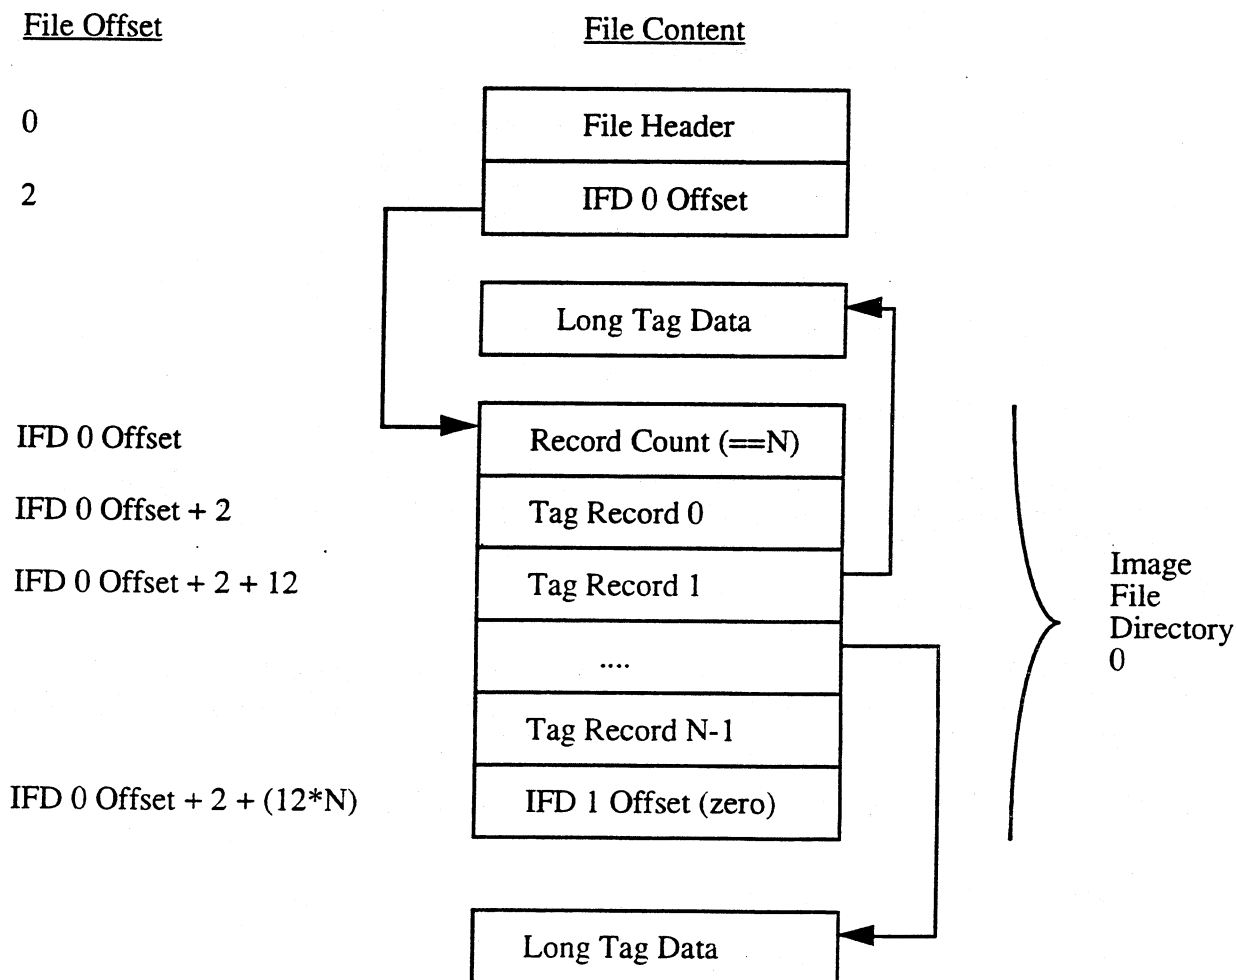 File Offset
File Content
0
File Header
2
IFD 0 Offset
Long Tag Data
IFD 0 Offset
Record Count (==N)
IFD 0 Offset + 2
Tag Record 0
IFD 0 Offset + 2 + 12
Tag Record 1
....
Tag Record N-1
IFD 0 Offset + 2 + (12*N)
IFD 1 Offset (zero)
Image
File
Directory
0
Long Tag Data